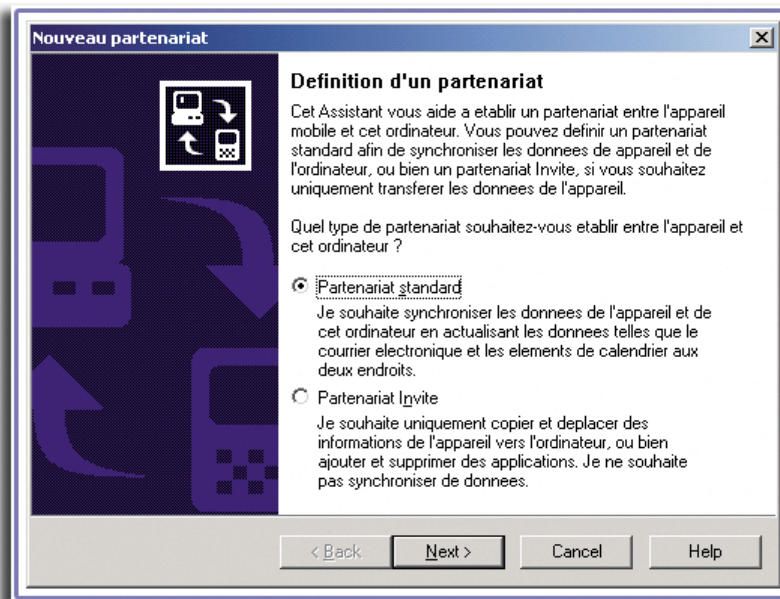 Nouveau partenariat
Definition d'un partenariat
Cet Assistant vous aide a etablir un partenariat entre l'appareil
mobile et cet ordinateur. Vous pouvez definir un partenariat
standard afin de synchroniser les donnees de appareil et de
l'ordinateur, ou bien un partenariat Invite, si vous souhaitez
uniquement transferer les donnees de l'appareil.
Quel type de partenariat souhaitez-vous etablir entre l'appareil et
cet ordinateur ?
Partenariat standard
Je souhaite synchroniser les donnees de l'appareil et de
cet ordinateur en actualisant les donnees telles que le
courrier electronique et les elements de calendrier aux
deux endroits.
Partenariat Invite
Je souhaite uniquement copier et deplacer des
informations de l'appareil vers l'ordinateur, ou bien
ajouter et supprimer des applications. Je ne souhaite
pas synchroniser de donnees.
< Back Next > Cancel Help